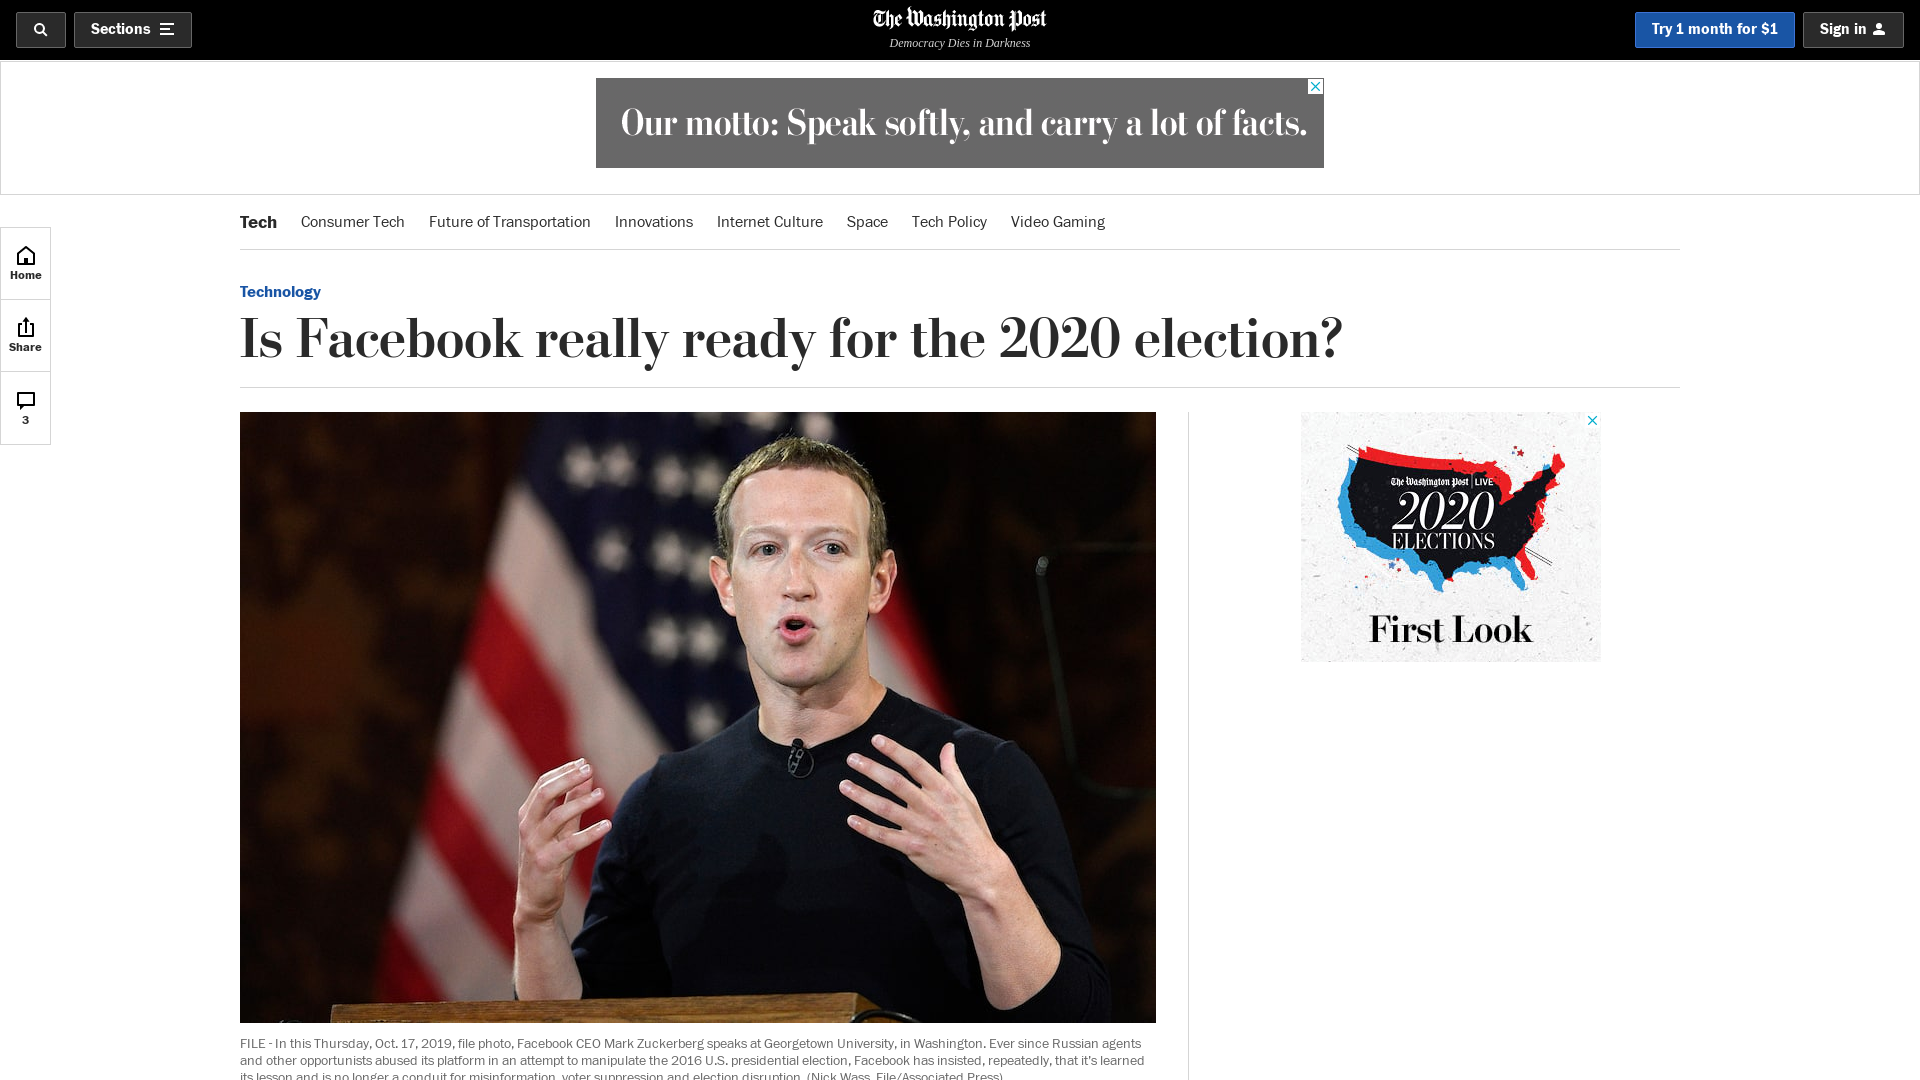 Sections
The Washington Post
Democracy Dies in Darkness
Try 1 month for $1
Sign in
Our motto: Speak softly, and carry a lot of facts.
Tech Consumer Tech Future of Transportation Innovations Internet Culture Space Tech Policy Video Gaming
Home
Share
3
Technology
Is Facebook really ready for the 2020 election?
The Washington Post LIVE
2020
ELECTIONS
First Look
FILE - In this Thursday, Oct. 17, 2019, file photo, Facebook CEO Mark Zuckerberg speaks at Georgetown University, in Washington. Ever since Russian agents
and other opportunists abused its platform in an attempt to manipulate the 2016 U.S. presidential election, Facebook has insisted, repeatedly, that it's learned
its lesson and is no longer a conduit for misinformation, voter suppression and election disruption. (Nick Wass, File/Associated Press)